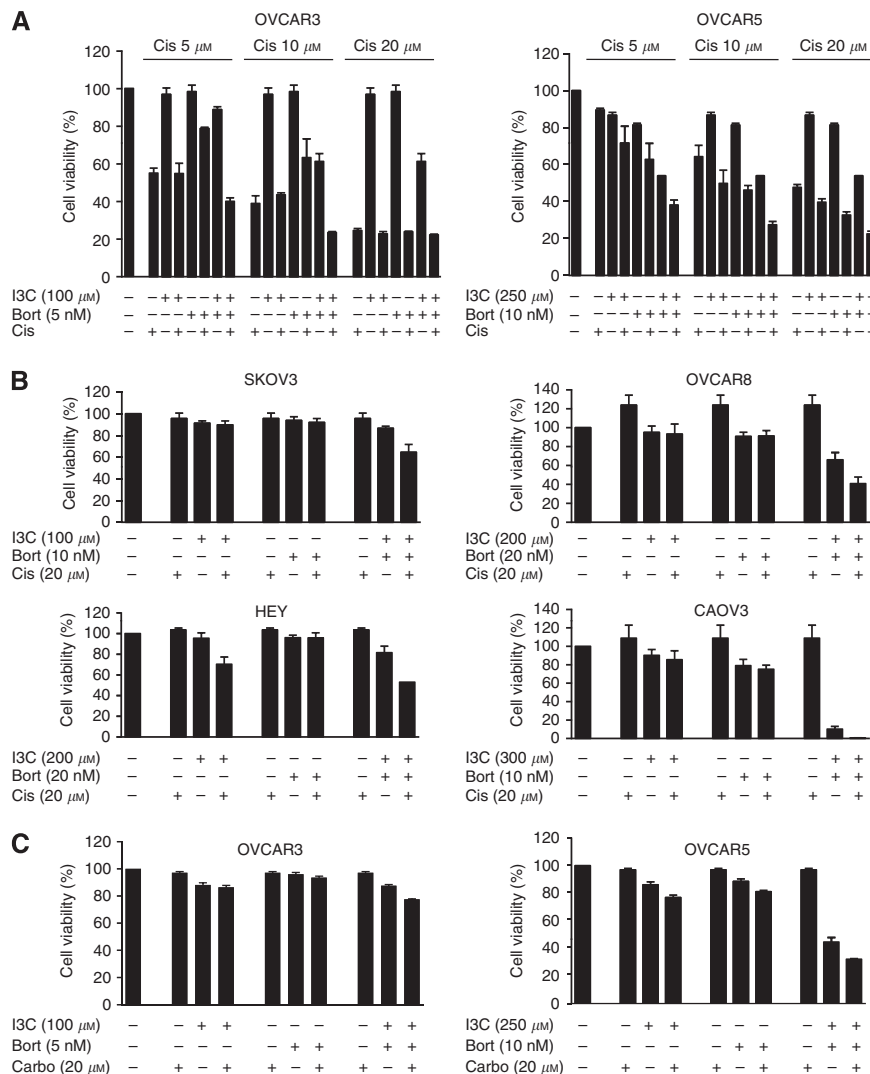 A
OVCAR3
Cis 5 μM Cis 10 μM Cis 20 μM
Cell viability (%)
120
100
80
60
40
20
0
I3C (100 μM) – – + + – – + + – + + – – + + – + + – – + +
Bort (5 nM) – – – – + + + + – – – + + + + – – – + + + +
Cis – + – + – + – + + – + – + – + + – + – + – +
OVCAR5
Cis 5 μM Cis 10 μM Cis 20 μM
Cell viability (%)
120
100
80
60
40
20
0
I3C (250 μM)
Bort (10 nM)
Cis
B
SKOV3
Cell viability (%)
120
100
80
60
40
20
0
I3C (100 μM) – – + + – – – – + +
Bort (10 nM) – – – – – + + – + +
Cis (20 μM) – + – + + – + + – +
OVCAR8
Cell viability (%)
140
120
100
80
60
40
20
0
I3C (200 μM) – – + + – – – – + +
Bort (20 nM) – – – – – + + – + +
Cis (20 μM) – + – + + – + + – +
HEY
Cell viability (%)
120
100
80
60
40
20
0
I3C (200 μM) – – + + – – – – + +
Bort (20 nM) – – – – – + + – + +
Cis (20 μM) – + – + + – + + – +
CAOV3
Cell viability (%)
140
120
100
80
60
40
20
0
I3C (300 μM) – – + + – – – – + +
Bort (10 nM) – – – – – + + – + +
Cis (20 μM) – + – + + – + + – +
C
OVCAR3
Cell viability (%)
120
100
80
60
40
20
0
I3C (100 μM) – – + + – – – – + +
Bort (5 nM) – – – – – + + – + +
Carbo (20 μM) – + – + + – + + – +
OVCAR5
Cell viability (%)
120
100
80
60
40
20
0
I3C (250 μM) – – + + – – – – + +
Bort (10 nM) – – – – – + + – + +
Carbo (20 μM) – + – + + – + + – +